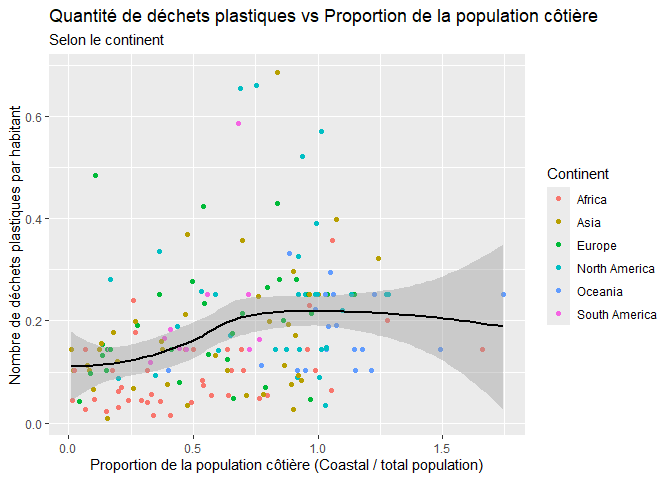 Quantité de déchets plastiques vs Proportion de la population côtière
Selon le continent
Nombre de déchets plastiques par habitant
0.6
0.4
0.2
0.0
0.0
0.5
1.0
1.5
Proportion de la population côtière (Coastal / total population)
Continent
Africa
Asia
Europe
North America
Oceania
South America